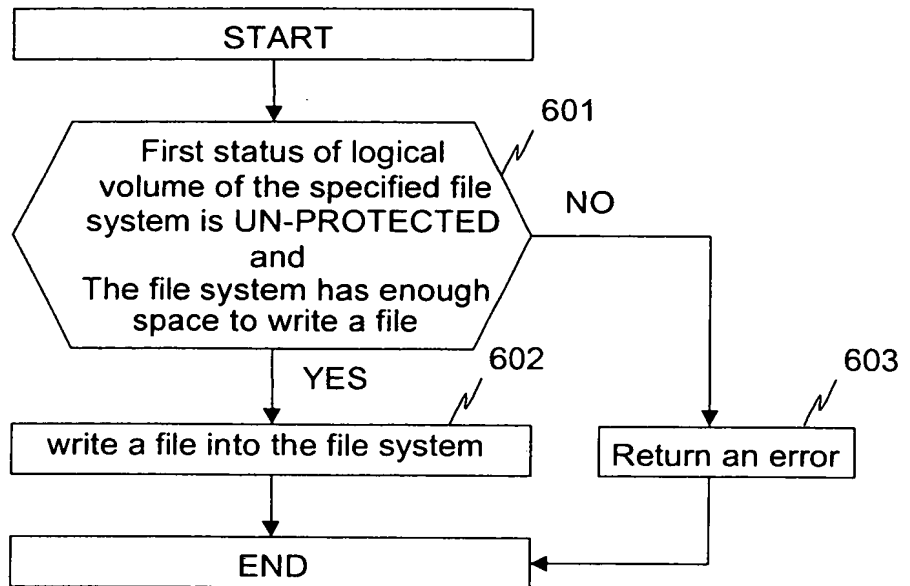 START
601
First status of logical
volume of the specified file
system is UN-PROTECTED
and
The file system has enough
space to write a file
NO
YES
602
603
write a file into the file system
Return an error
END